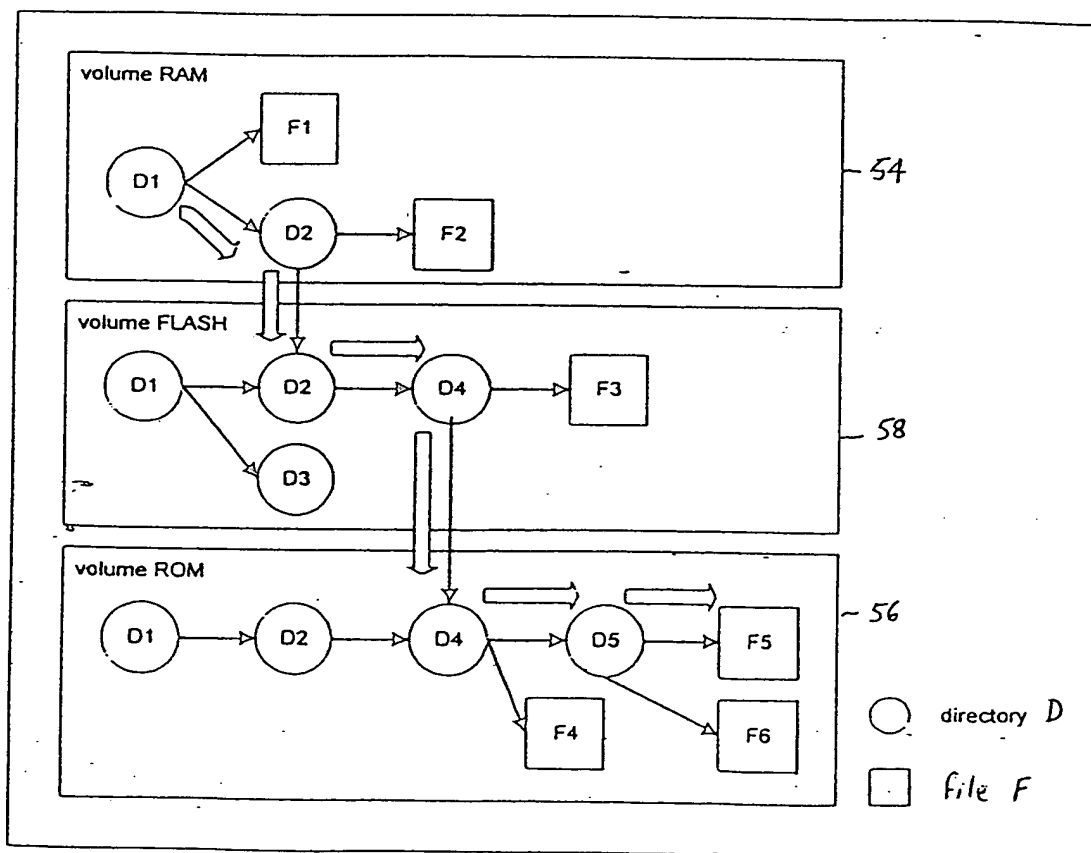 volume RAM
F1
D1
54
D2
F2
volume FLASH
D1
D2
D4
F3
58
D3
volume ROM
56
D1
D2
D4
D5
F5
F4
F6
directory D
file F